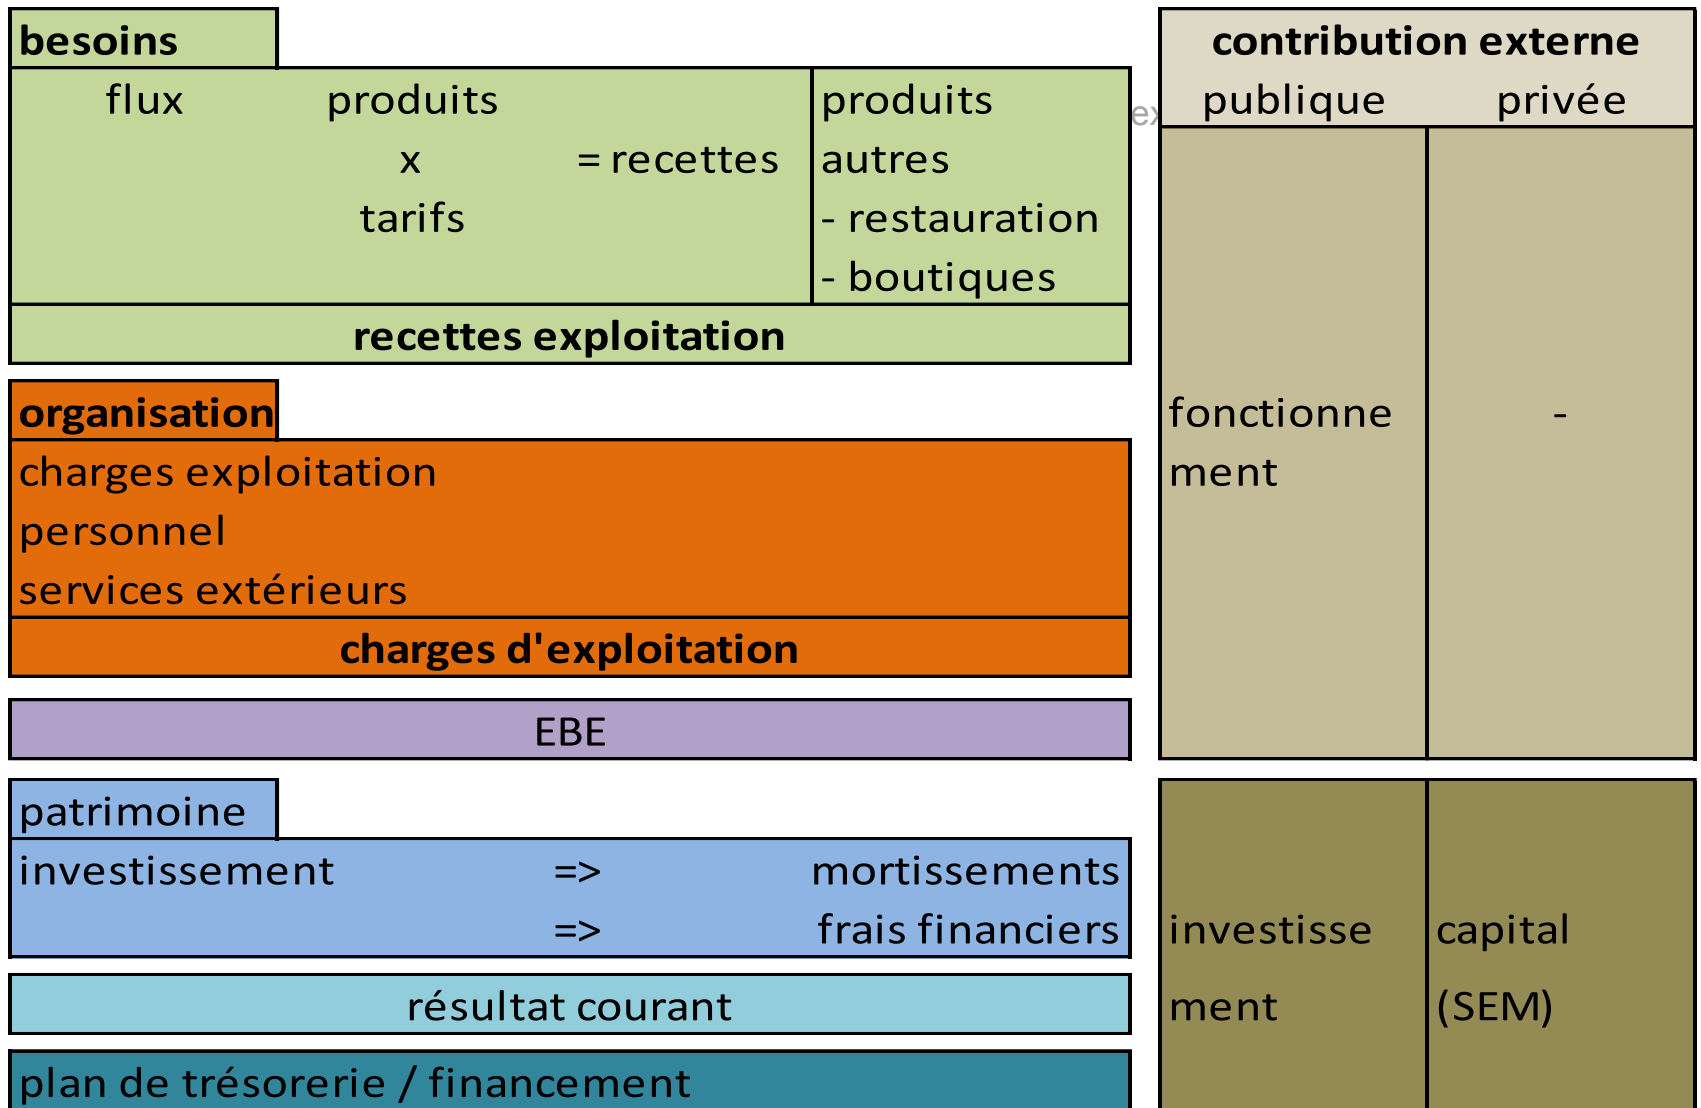 besoins
flux produits
x = recettes
tarifs
produits
autres
- restauration
- boutiques
recettes exploitation
organisation
charges exploitation
personnel
services extérieurs
charges d'exploitation
EBE
patrimoine
investissement => mortissements
=> frais financiers
résultat courant
plan de trésorerie / financement
ex
contribution externe
publique privée
fonctionne -
ment
investisse
ment
capital
(SEM)